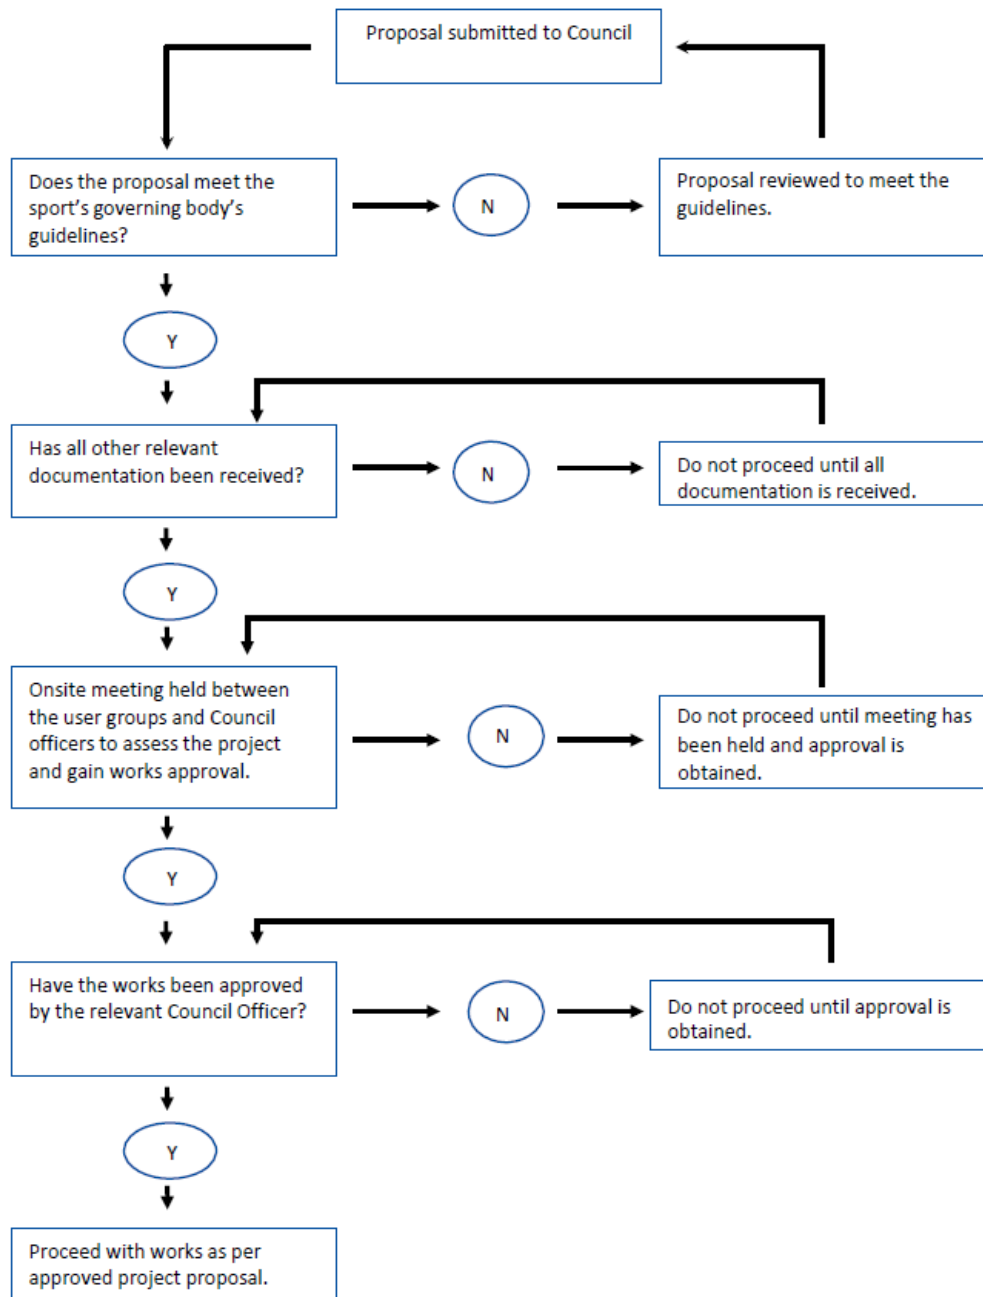 Proposal submitted to Council
Does the proposal meet the
sport's governing body's
guidelines?
N
Proposal reviewed to meet the
guidelines.
Y
Has all other relevant
documentation been received?
N
Do not proceed until all
documentation is received.
Y
Onsite meeting held between
the user groups and Council
officers to assess the project
and gain works approval.
N
Do not proceed until meeting has
been held and approval is
obtained.
Y
Have the works been approved
by the relevant Council Officer?
N
Do not proceed until approval is
obtained.
Y
Proceed with works as per
approved project proposal.